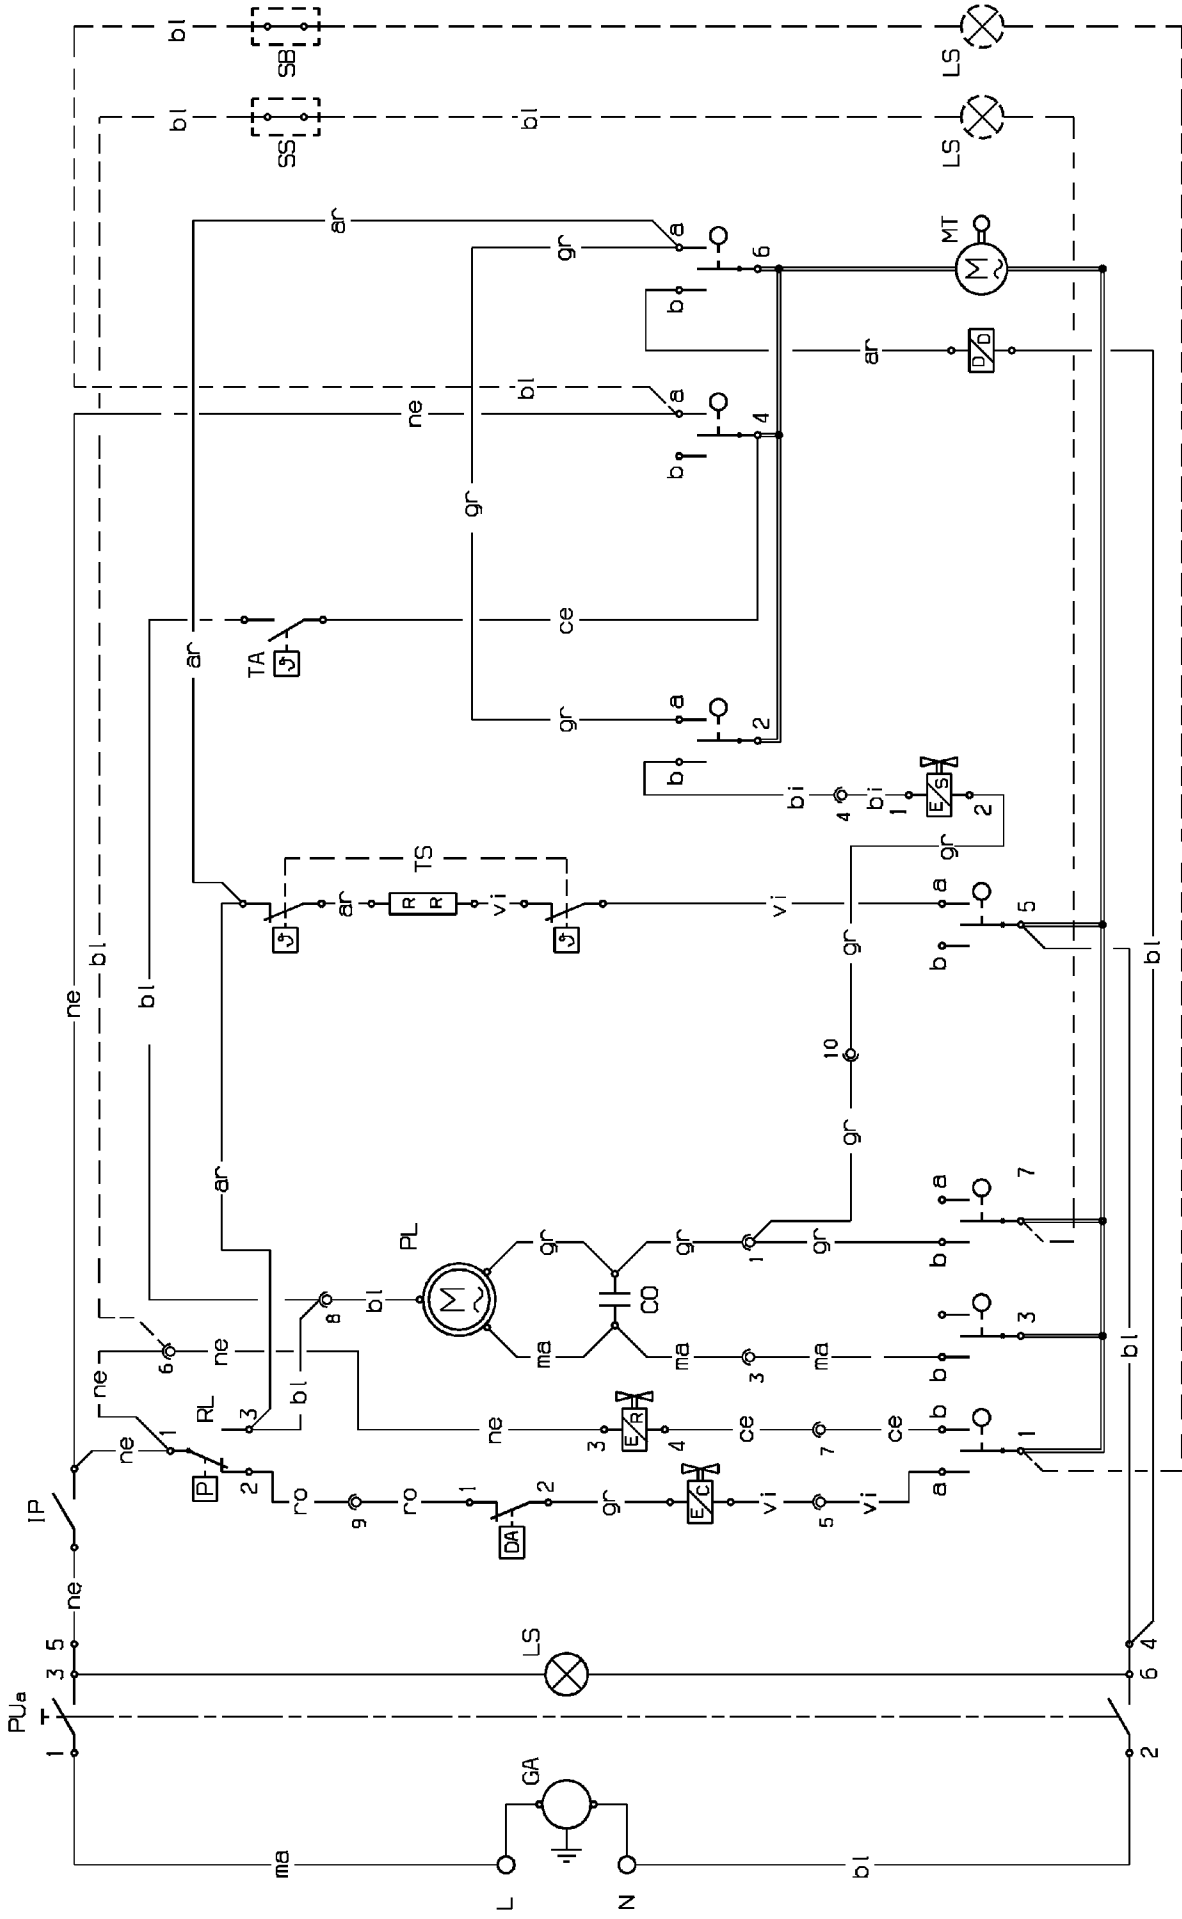 PUa
IP
1 3 5
ne ne
ne bl
ne
bl
1 6
ne
bl bl
ar
P RL
ar
2 3
TA
ma SS SB
ro bl
8 ar
ar
9
bl
ro PL R R TS ne
M
1 gr
ne vi
L
DA
GA LS bl bl
2 ma gr
gr ce gr gr
3
N E R
CO
4 ma gr b a b a b a
E C
ce
3 1 2 4 6
vi vi
bi
5 7 ma gr
10
4
gr gr
bl vi bi ar
ce 1
a b b b a b a gr E S MT LS LS
2 D D M
1 3 7 5
bl
2 6 4 bl